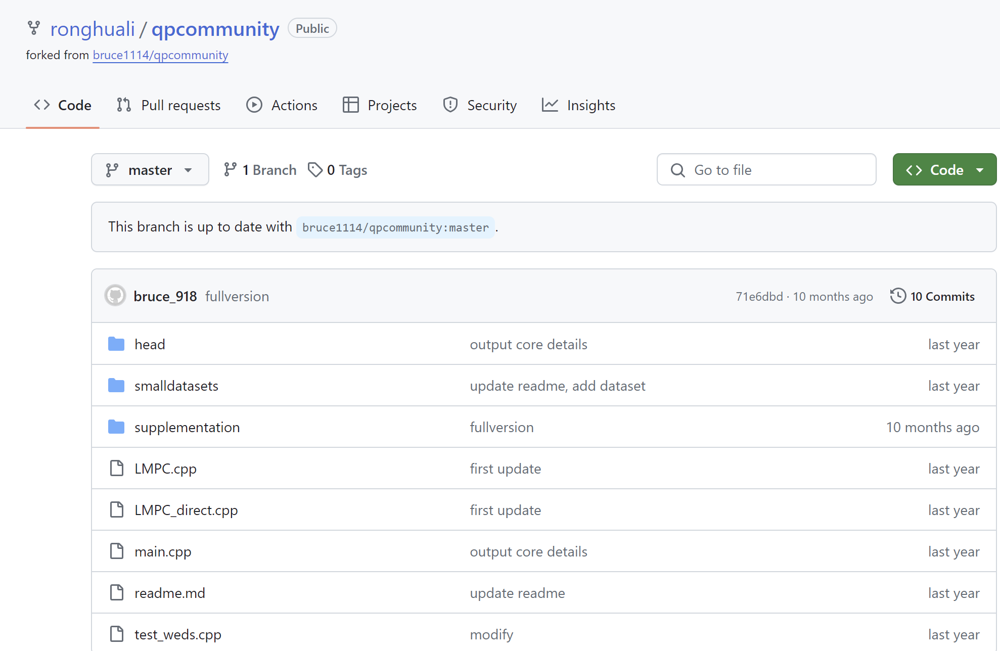 ronghuali / qpcommunity Public
forked from bruce1114/qpcommunity
Code Pull requests Actions Projects Security Insights
master 1 Branch 0 Tags Go to file Code
This branch is up to date with bruce1114/qpcommunity:master .
bruce_918 fullversion 71e6dbd · 10 months ago 10 Commits
head output core details last year
smalldatasets update readme, add dataset last year
supplementation fullversion 10 months ago
LMPC.cpp first update last year
LMPC_direct.cpp first update last year
main.cpp output core details last year
readme.md update readme last year
test_weds.cpp modify last year